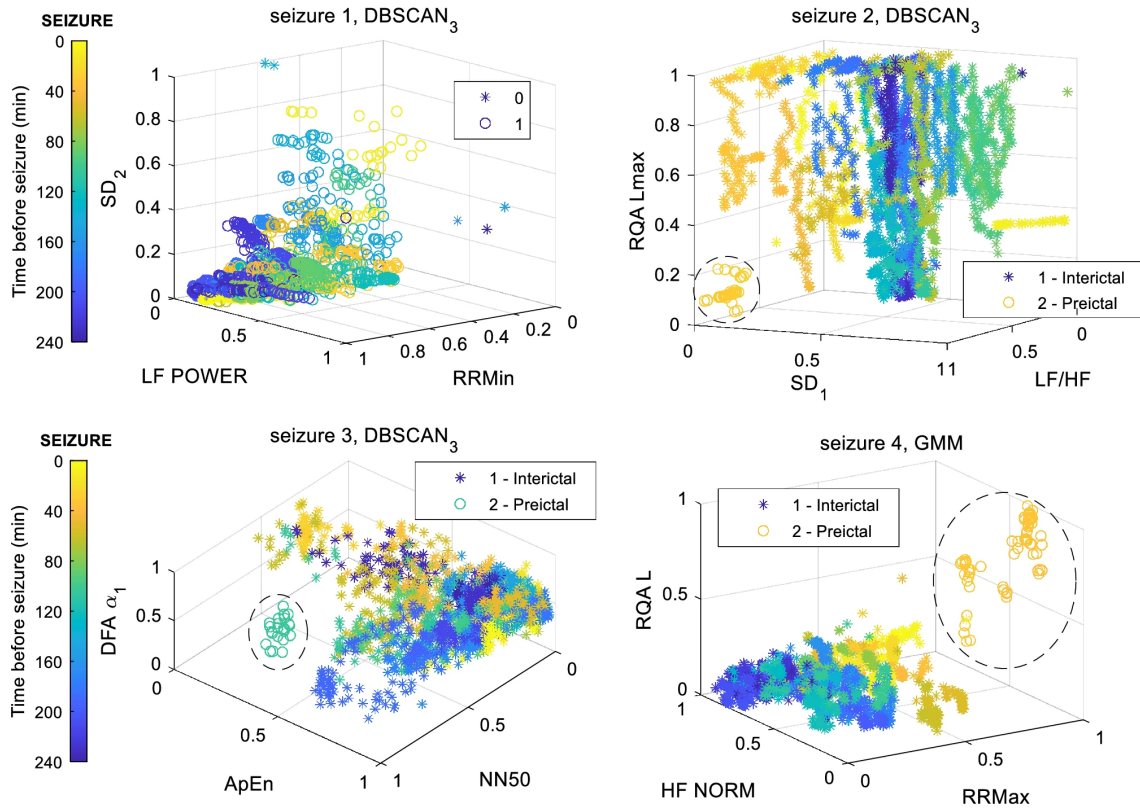 SEIZURE
0
40
80
120
160
200
240
Time before seizure (min)
seizure 1, DBSCAN3
0
1
SD2
1
0.8
0.6
0.4
0.2
0
0.5
1
LF POWER
1
0.8
0.6
0.4
0.2
0
RRMin
seizure 2, DBSCAN3
RQA Lmax
1
0.8
0.6
0.4
0.2
0
1 - Interictal
2 - Preictal
0
0.5
11
SD1
0.5
0
LF/HF
SEIZURE
0
40
80
120
160
200
240
Time before seizure (min)
seizure 3, DBSCAN3
1 - Interictal
2 - Preictal
DFA α1
1
0.5
0
0
0.5
1
ApEn
1
0.5
0
NN50
seizure 4, GMM
1 - Interictal
2 - Preictal
RQA L
1
0.5
0
1
0.5
0
HF NORM
0
0.5
1
RRMax